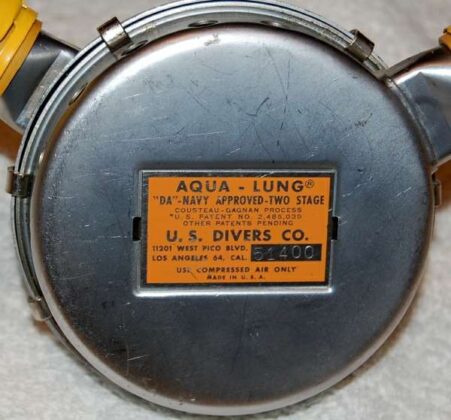 AQUA - LUNG®
"DA"-NAVY APPROVED-TWO STAGE
COUSTEAU-GAGNAN PROCESS
U.S. PATENT NO. 2,485,039
OTHER PATENTS PENDING
U. S. DIVERS CO.
11201 WEST PICO BLVD.
LOS ANGELES 64, CAL. 51400
USE COMPRESSED AIR ONLY
MADE IN U.S.A.